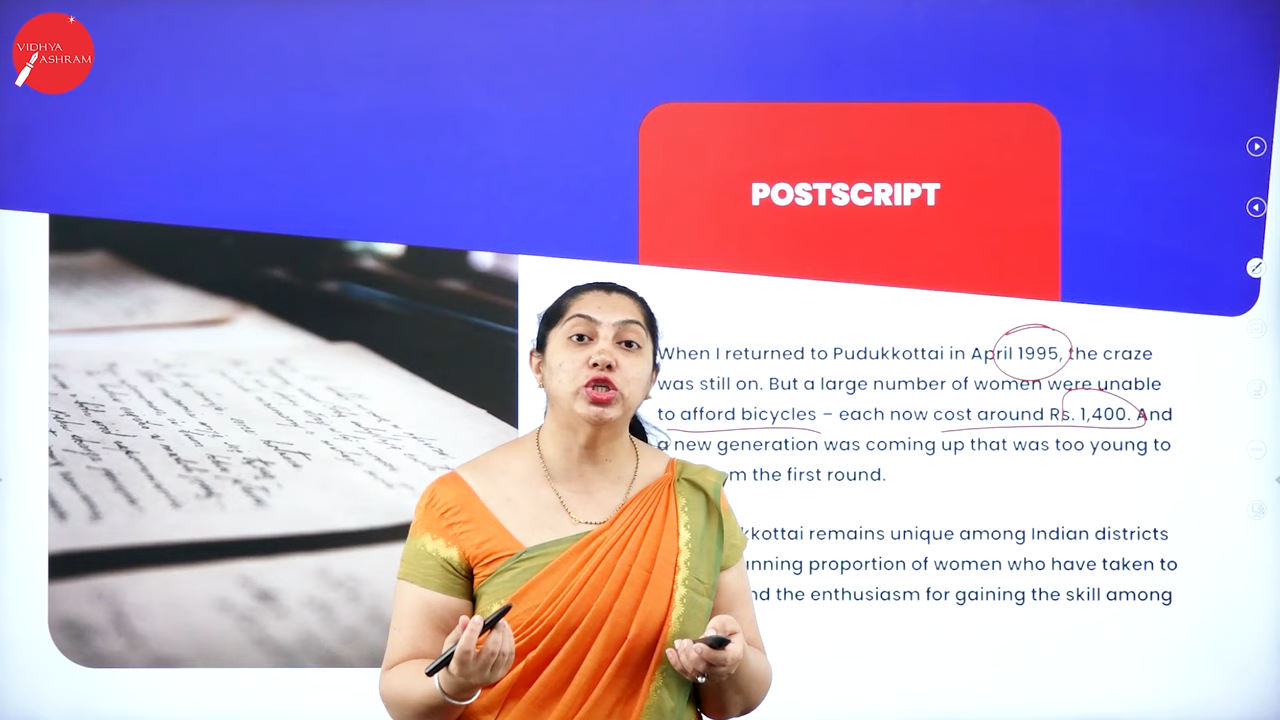 VIDHYA
ASHRAM
POSTSCRIPT
When I returned to Pudukkottai in April 1995, the craze
was still on. But a large number of women were unable
to afford bicycles – each now cost around Rs. 1,400. And
a new generation was coming up that was too young to
the first round.
remains unique among Indian districts
proportion of women who have taken to
the enthusiasm for gaining the skill among